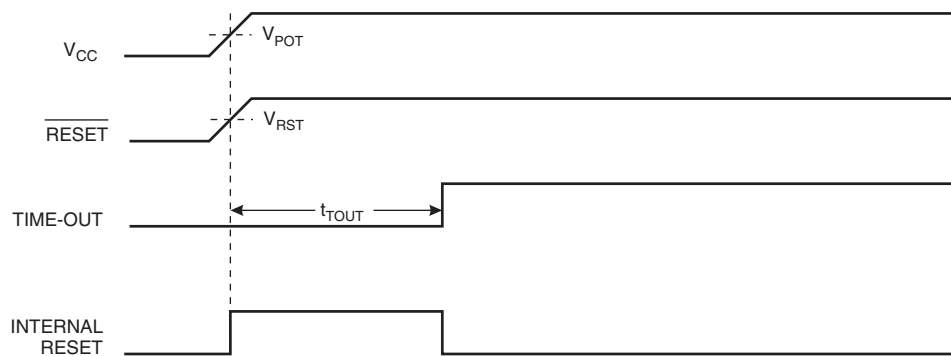 V_CC
V_POT
RESET
V_RST
TIME-OUT
t_TOUT
INTERNAL
RESET